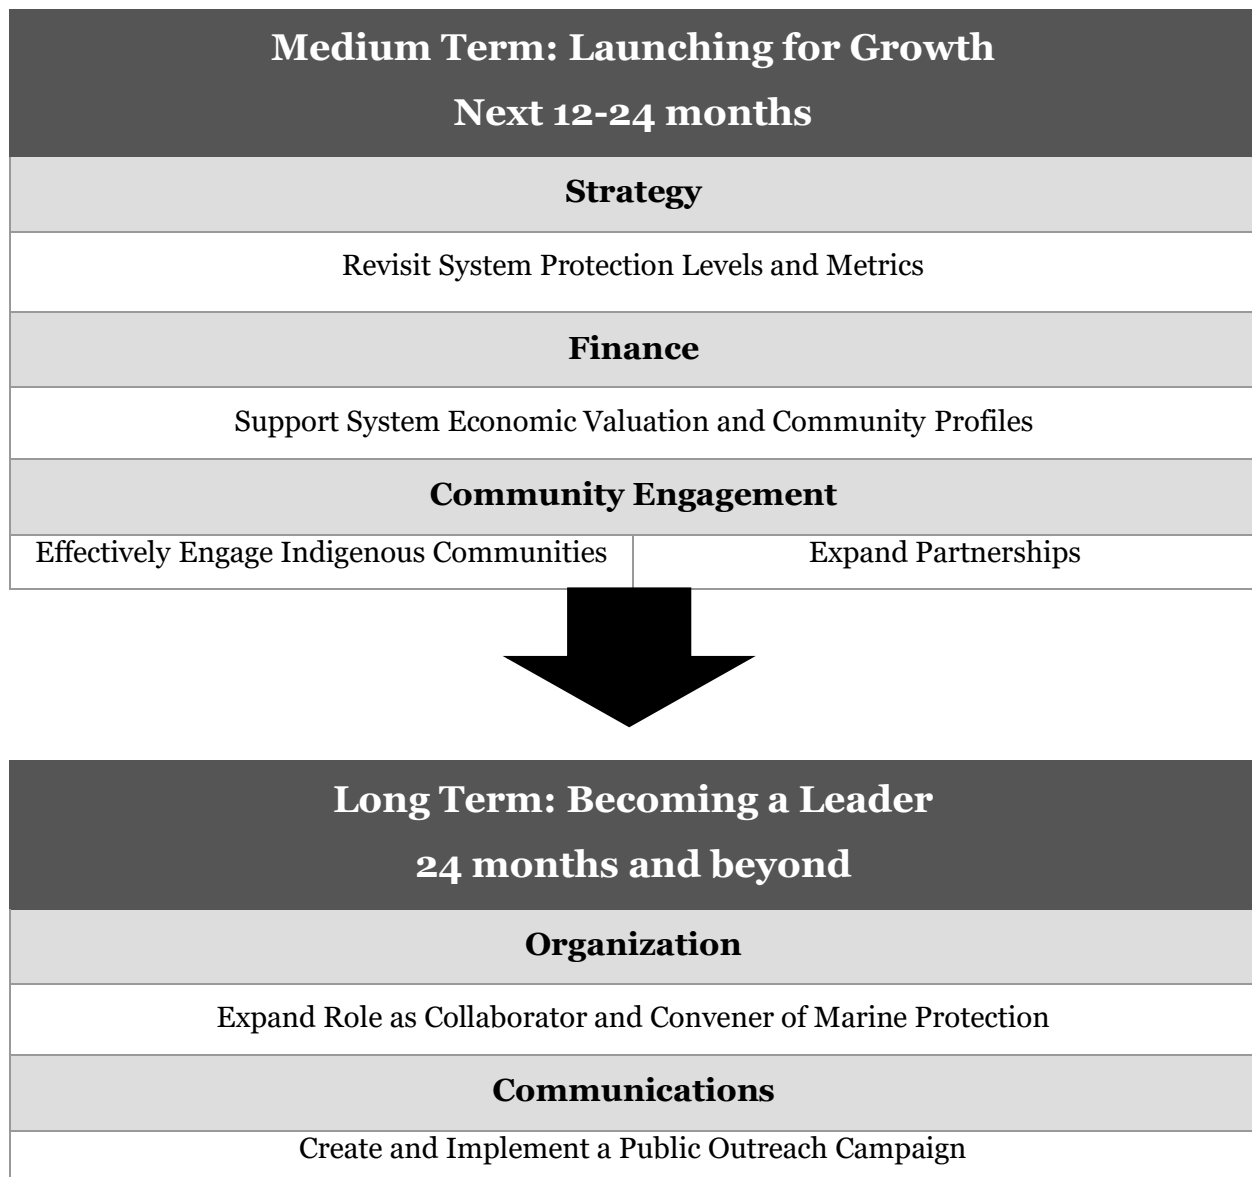 Medium Term: Launching for Growth
Next 12-24 months
Strategy
Revisit System Protection Levels and Metrics
Finance
Support System Economic Valuation and Community Profiles
Community Engagement
Effectively Engage Indigenous Communities
Expand Partnerships
Long Term: Becoming a Leader
24 months and beyond
Organization
Expand Role as Collaborator and Convener of Marine Protection
Communications
Create and Implement a Public Outreach Campaign